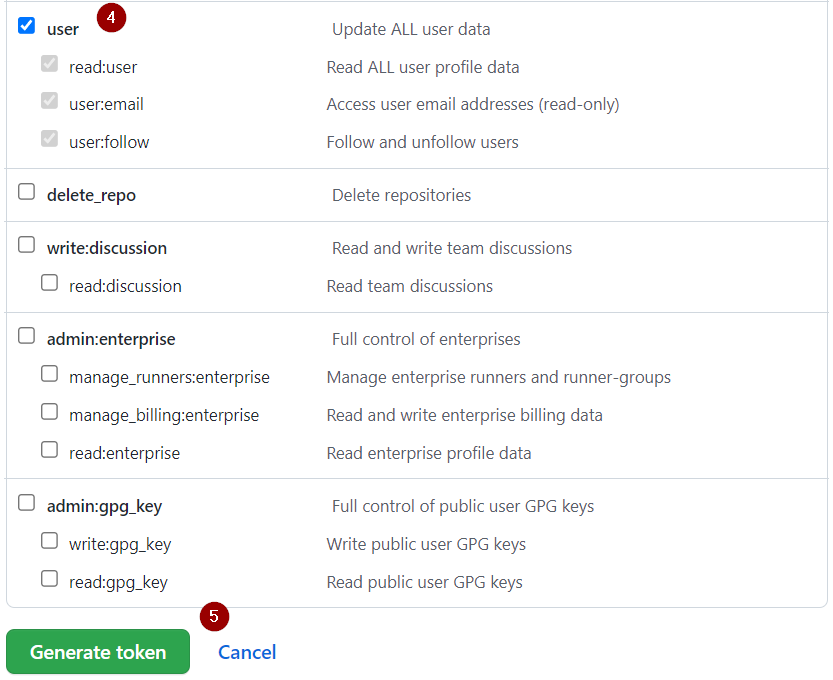 user 4 Update ALL user data
read:user Read ALL user profile data
user:email Access user email addresses (read-only)
user:follow Follow and unfollow users
delete_repo Delete repositories
write:discussion Read and write team discussions
read:discussion Read team discussions
admin:enterprise Full control of enterprises
manage_runners:enterprise Manage enterprise runners and runner-groups
manage_billing:enterprise Read and write enterprise billing data
read:enterprise Read enterprise profile data
admin:gpg_key Full control of public user GPG keys
write:gpg_key Write public user GPG keys
read:gpg_key Read public user GPG keys
5
Generate token Cancel